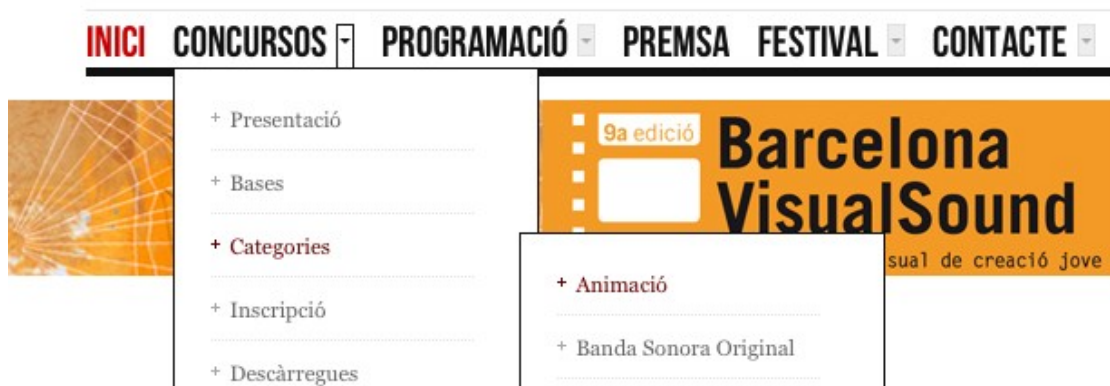 INICI CONCURSOS PROGRAMACIÓ PREMSA FESTIVAL CONTACTE
+ Presentació
+ Bases
+ Categories
+ Inscripció
+ Descàrregues
9a edició
Barcelona
VisualSound
sual de creació jove
+ Animació
+ Banda Sonora Original